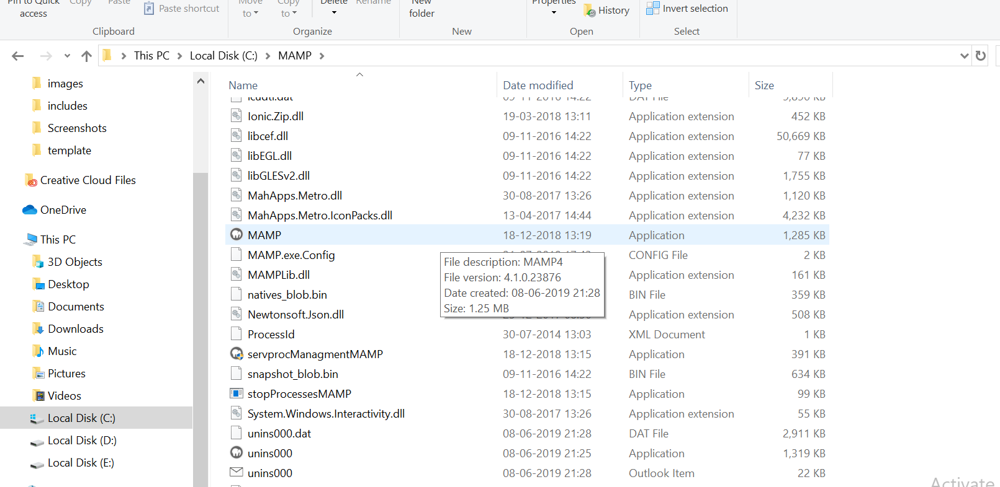 Pin to Quick access
Copy
Paste
Paste shortcut
Clipboard
Move to
Copy to
Delete
Rename
Organize
New folder
New
Properties
History
Open
Invert selection
Select
This PC > Local Disk (C:) > MAMP >
images
includes
Screenshots
template
Creative Cloud Files
OneDrive
This PC
3D Objects
Desktop
Documents
Downloads
Music
Pictures
Videos
Local Disk (C:)
Local Disk (D:)
Local Disk (E:)
Name Date modified Type Size
icudtl.dat 09-11-2016 14:22 DAT File
Ionic.Zip.dll 19-03-2018 13:11 Application extension 452 KB
libcef.dll 09-11-2016 14:22 Application extension 50,669 KB
libEGL.dll 09-11-2016 14:22 Application extension 77 KB
libGLESv2.dll 09-11-2016 14:22 Application extension 1,755 KB
MahApps.Metro.dll 30-08-2017 13:26 Application extension 1,120 KB
MahApps.Metro.IconPacks.dll 13-04-2017 14:44 Application extension 4,232 KB
MAMP 18-12-2018 13:19 Application 1,285 KB
MAMP.exe.Config CONFIG File 2 KB
MAMPLib.dll Application extension 161 KB
natives_blob.bin BIN File 359 KB
Newtonsoft.Json.dll Application extension 508 KB
File description: MAMP4
File version: 4.1.0.23876
Date created: 08-06-2019 21:28
Size: 1.25 MB
ProcessId 30-07-2014 13:03 XML Document 1 KB
servprocManagmentMAMP 18-12-2018 13:15 Application 391 KB
snapshot_blob.bin 09-11-2016 14:22 BIN File 634 KB
stopProcessesMAMP 18-12-2018 13:15 Application 99 KB
System.Windows.Interactivity.dll 30-08-2017 13:26 Application extension 55 KB
unins000.dat 08-06-2019 21:28 DAT File 2,911 KB
unins000 08-06-2019 21:25 Application 1,319 KB
unins000 08-06-2019 21:28 Outlook Item 22 KB
Activate